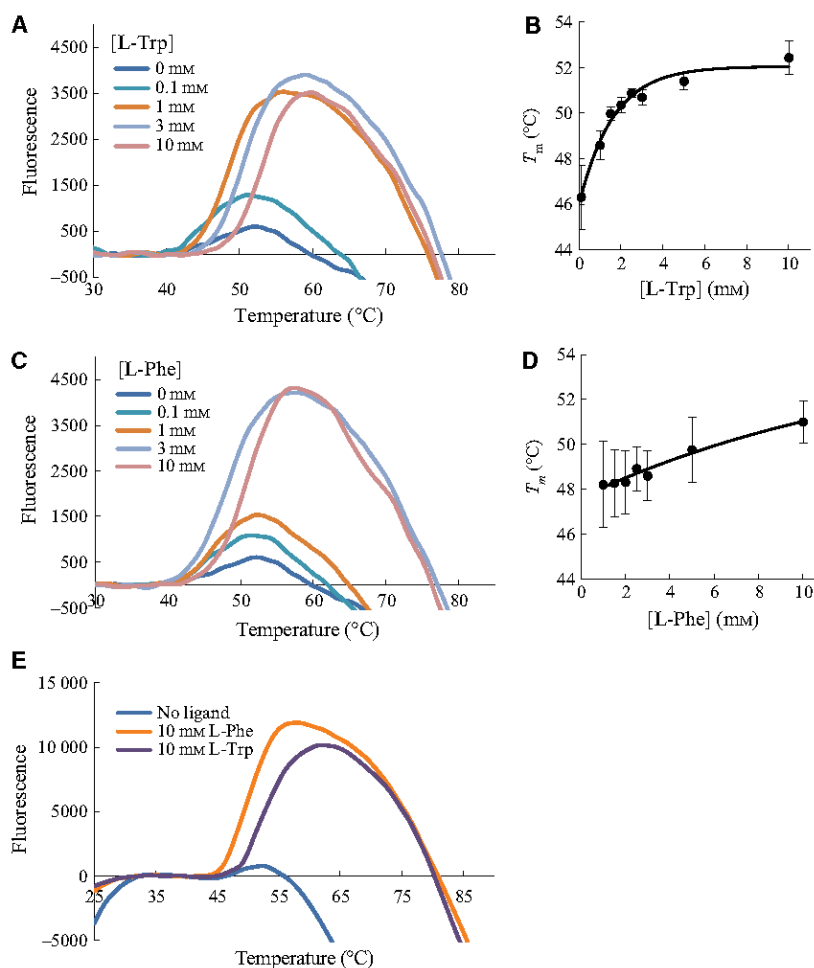 A
[L-Trp]
0 mM
0.1 mM
1 mM
3 mM
10 mM
4500
3500
2500
1500
500
−500
30 40 50 60 70 80
Fluorescence
Temperature (°C)
B
54
52
50
48
46
44
0 2 4 6 8 10
Tm (°C)
[L-Trp] (mM)
C
[L-Phe]
0 mM
0.1 mM
1 mM
3 mM
10 mM
4500
3500
2500
1500
500
−500
30 40 50 60 70 80
Fluorescence
Temperature (°C)
D
54
52
50
48
46
44
0 2 4 6 8 10
Tm (°C)
[L-Phe] (mM)
E
No ligand
10 mM L-Phe
10 mM L-Trp
15 000
10 000
5000
0
−5000
25 35 45 55 65 75 85
Fluorescence
Temperature (°C)